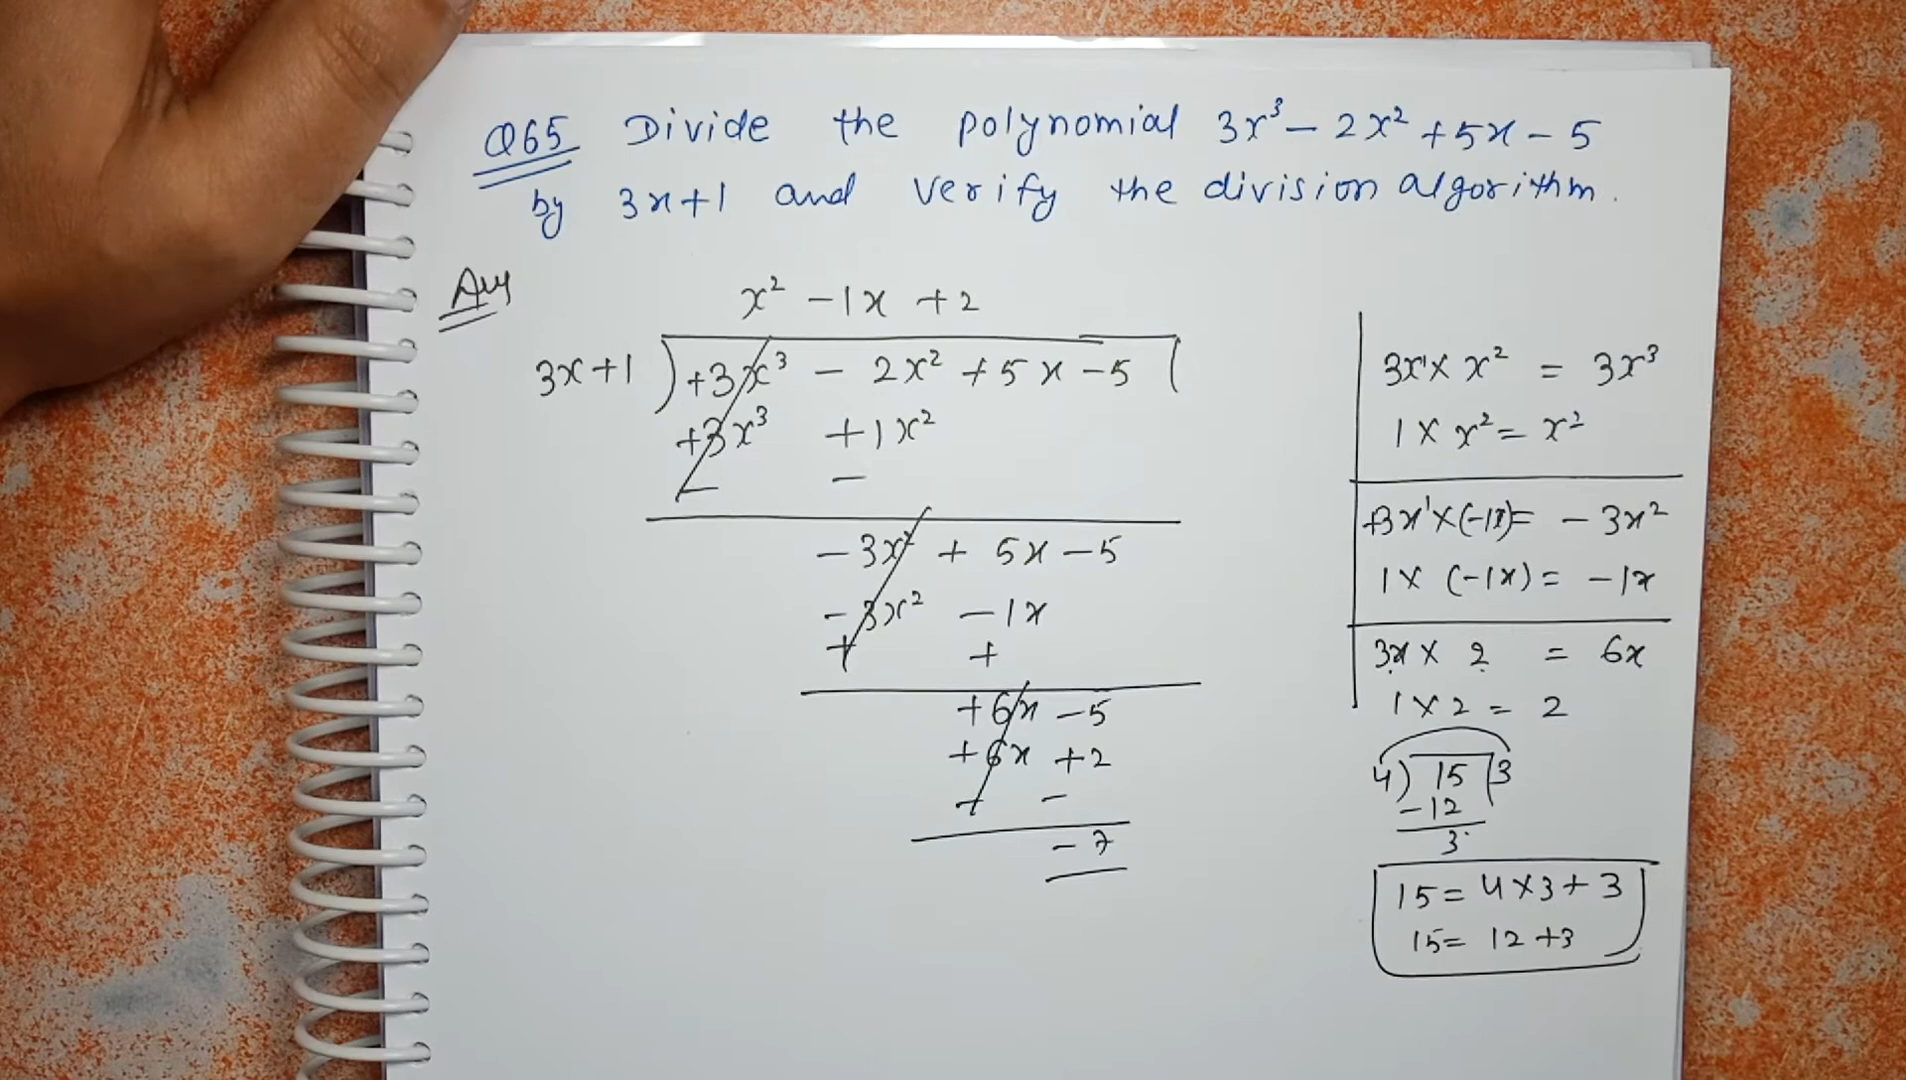 Q65 Divide the polynomial 3x³ - 2x² + 5x - 5
by 3x+1 and verify the division algorithm.
Ans
x² - 1x + 2
3x+1 ) +3x³ - 2x² + 5x - 5 (
+3x³ +1x²
- -
-3x² + 5x - 5
-3x² - 1x
+ +
+6x - 5
+6x + 2
- -
-7
3x¹ × x² = 3x³
1 × x² = x²
+3x¹ × (-1x) = -3x²
1 × (-1x) = -1x
3x × 2 = 6x
1 × 2 = 2
4) 15 (3
-12
3
15 = 4×3+3
15 = 12+3